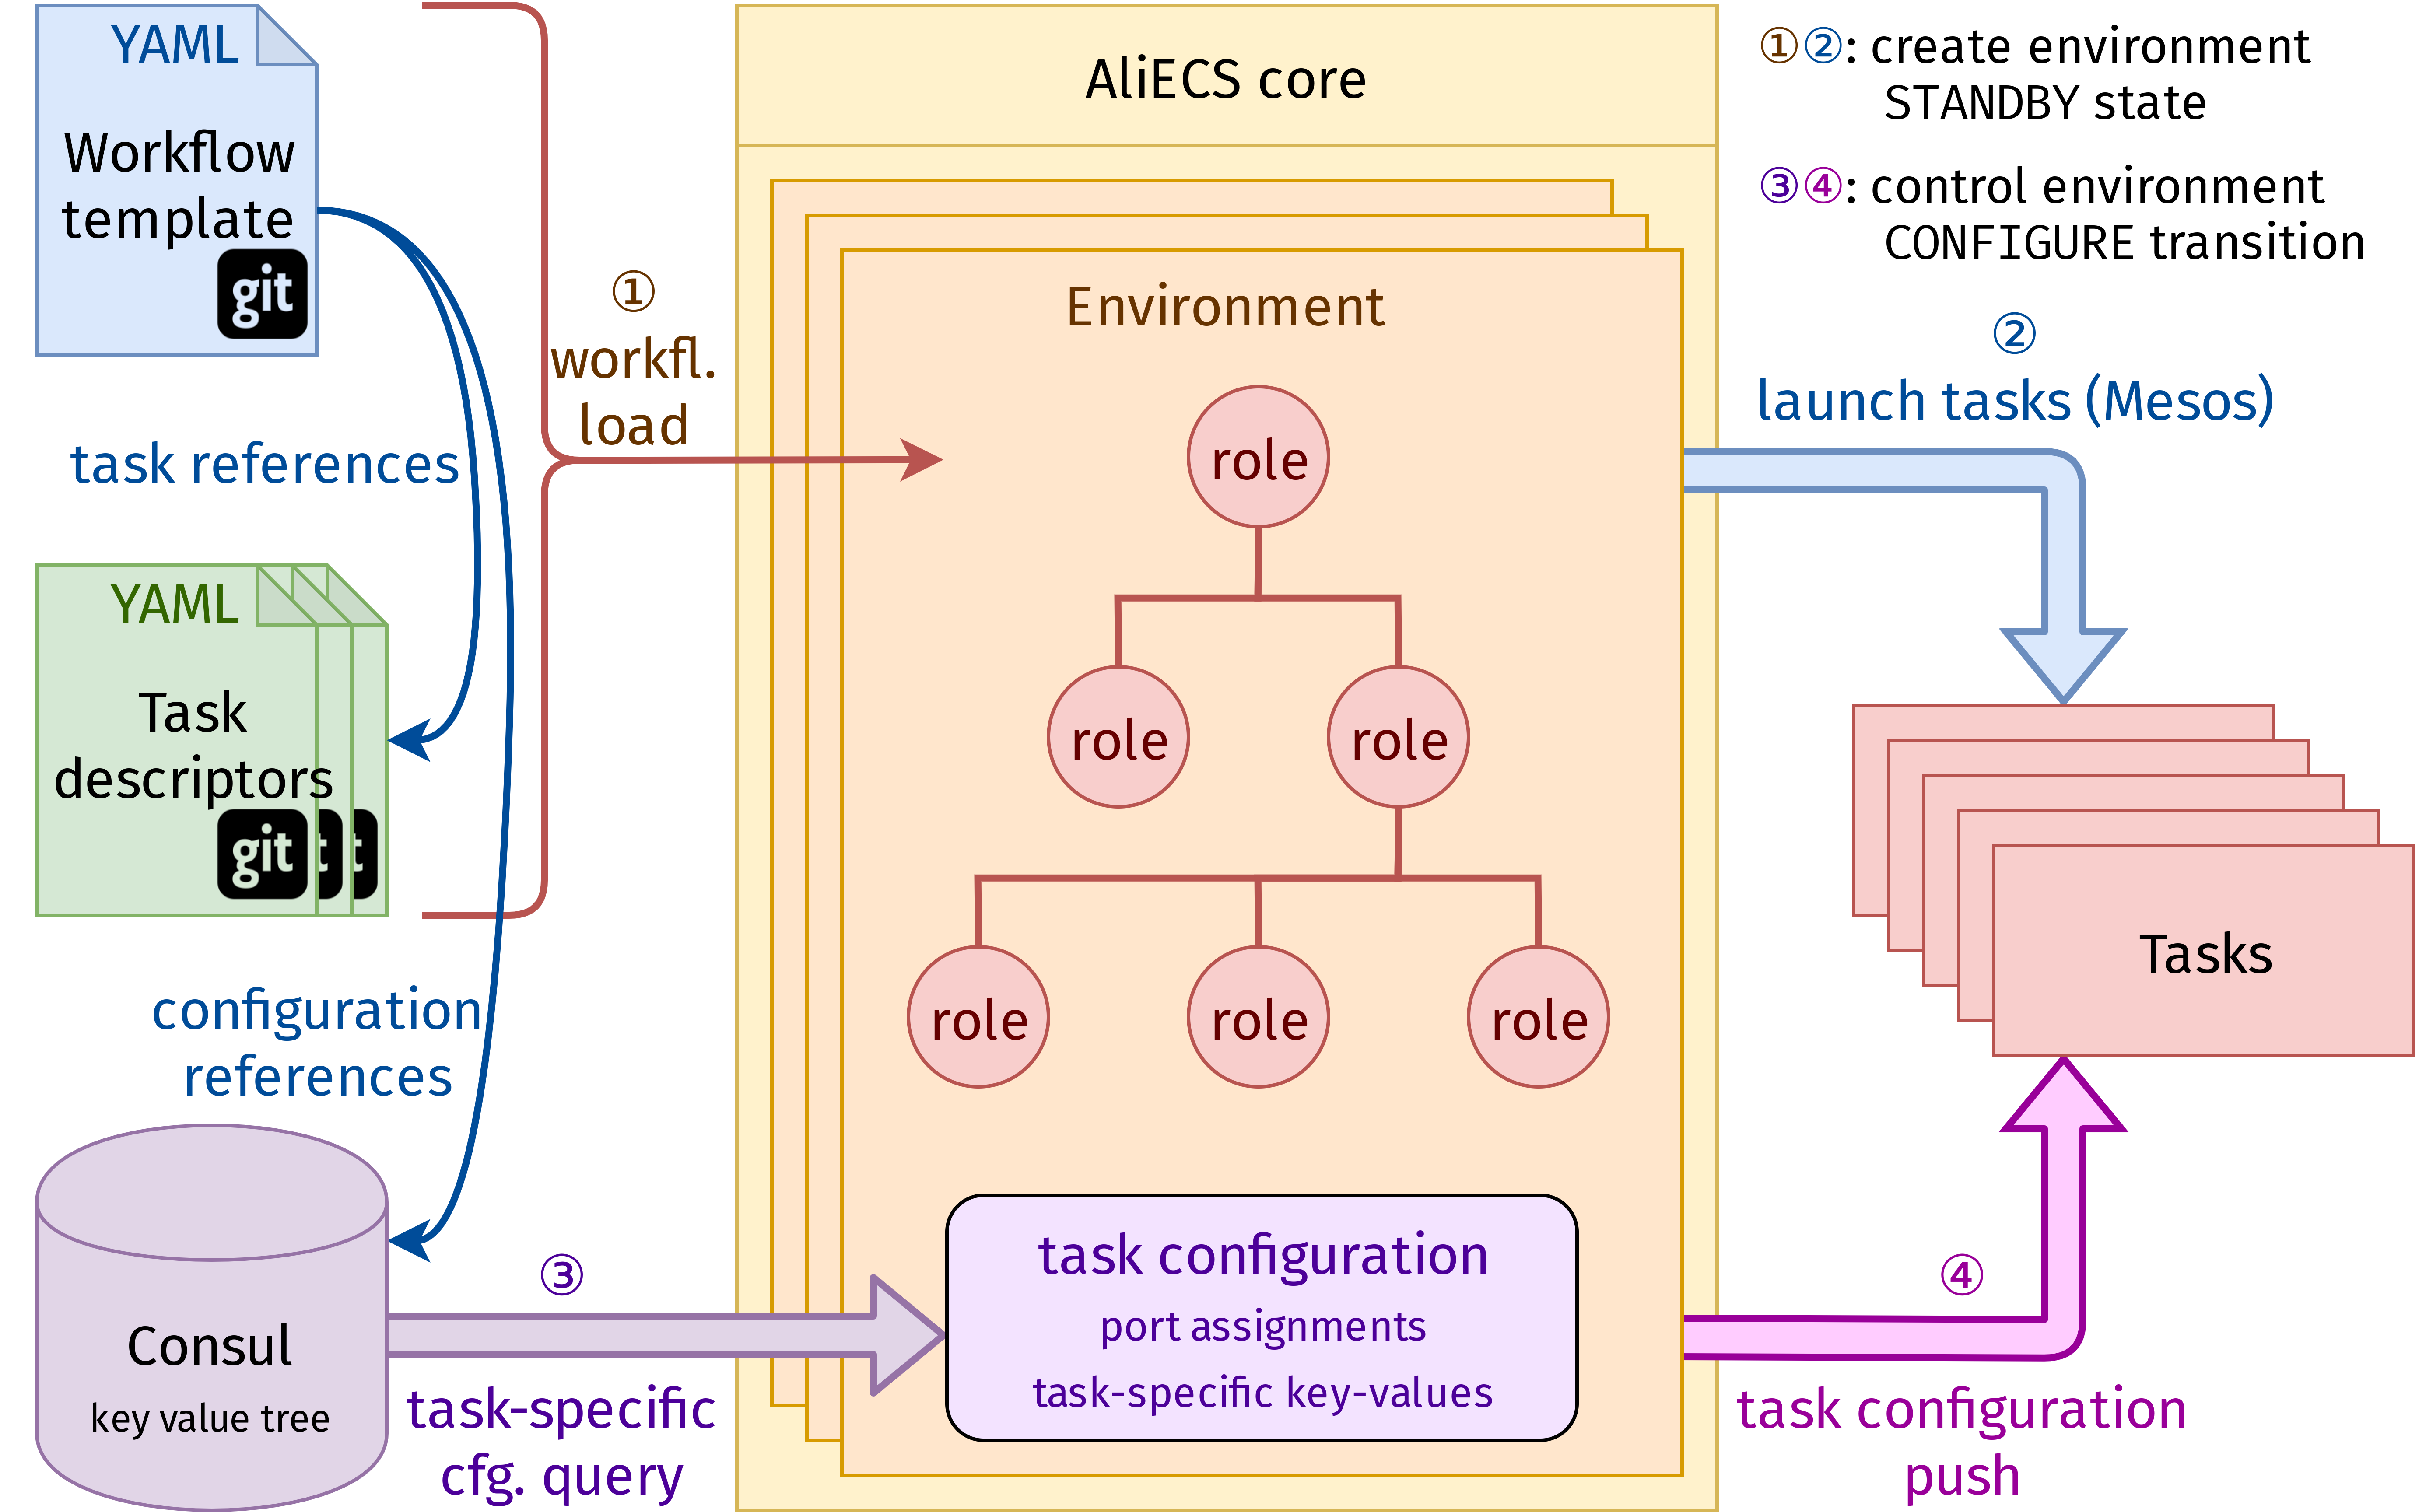 YAML
Workflow
template
git
task references
YAML
Task
descriptors
git
t
t
configuration
references
Consul
key value tree
①
workfl.
load
③
task-specific
cfg. query
AliECS core
Environment
role
role
role
role
role
role
task configuration
port assignments
task-specific key-values
①②: create environment
STANDBY state
③④: control environment
CONFIGURE transition
②
launch tasks (Mesos)
Tasks
④
task configuration
push